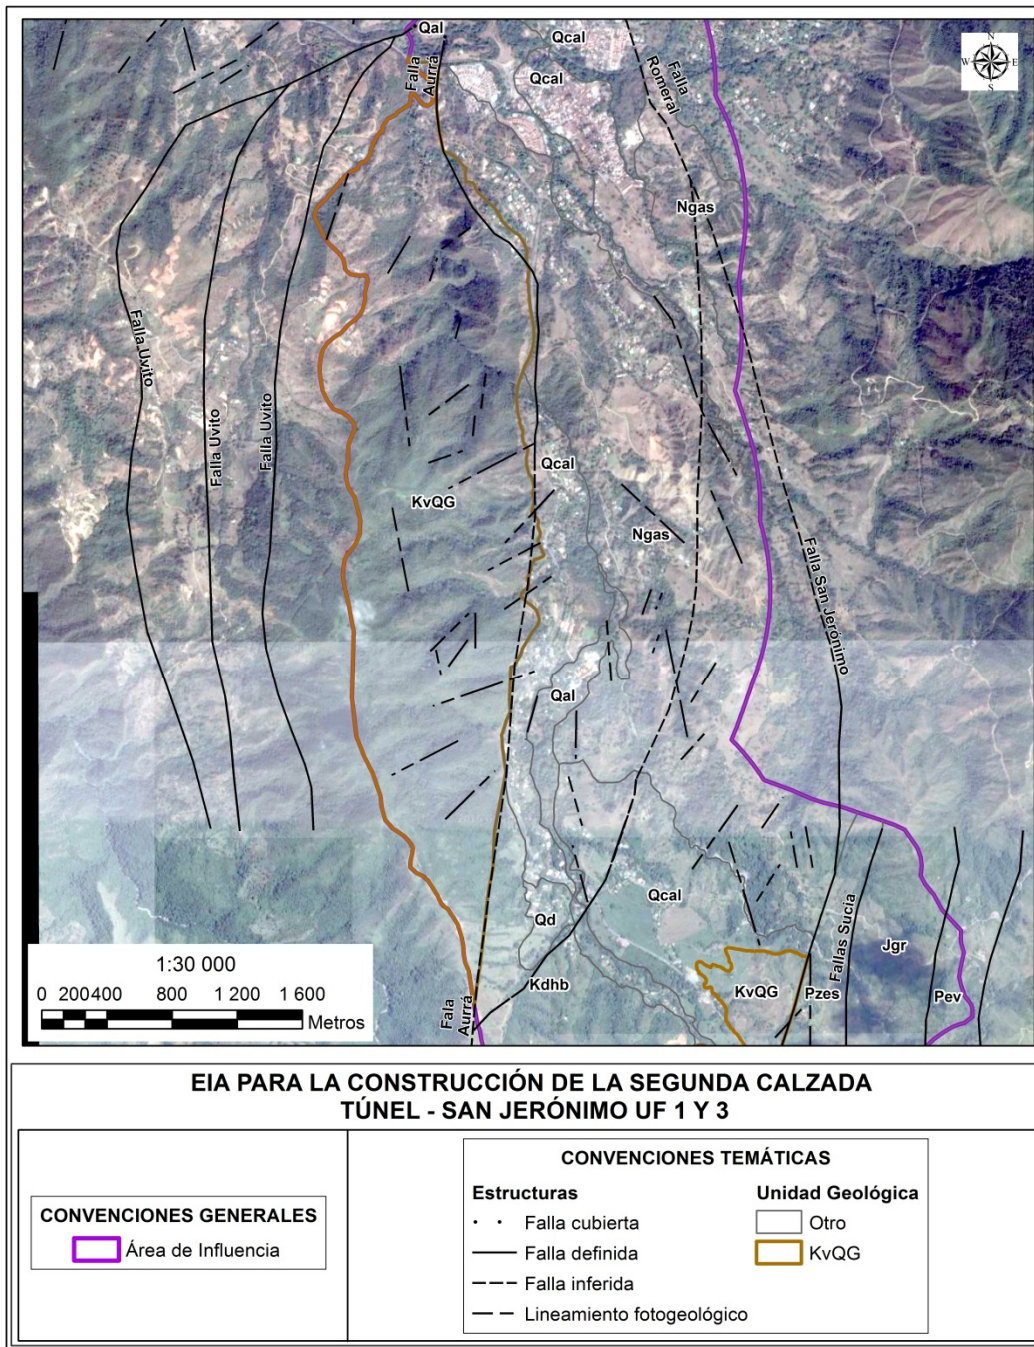 Qal
Qcal
N
W E
S
Falla
Aurrá
Qcal
Falla
Romeral
Ngas
Falla Uvito
Falla Uvito
Falla Uvito
Qcal
KvQG
Ngas
Falla San Jerónimo
Qal
Qcal
Qd
Fallas Sucia
Jgr
Kdhb
KvQG
Pzes
Pev
Fala
Aurrá
1:30 000
0 200 400 800 1 200 1 600
Metros
EIA PARA LA CONSTRUCCIÓN DE LA SEGUNDA CALZADA
TÚNEL - SAN JERÓNIMO UF 1 Y 3
CONVENCIONES GENERALES
Área de Influencia
CONVENCIONES TEMÁTICAS
Estructuras
Falla cubierta
Falla definida
Falla inferida
Lineamiento fotogeológico
Unidad Geológica
Otro
KvQG